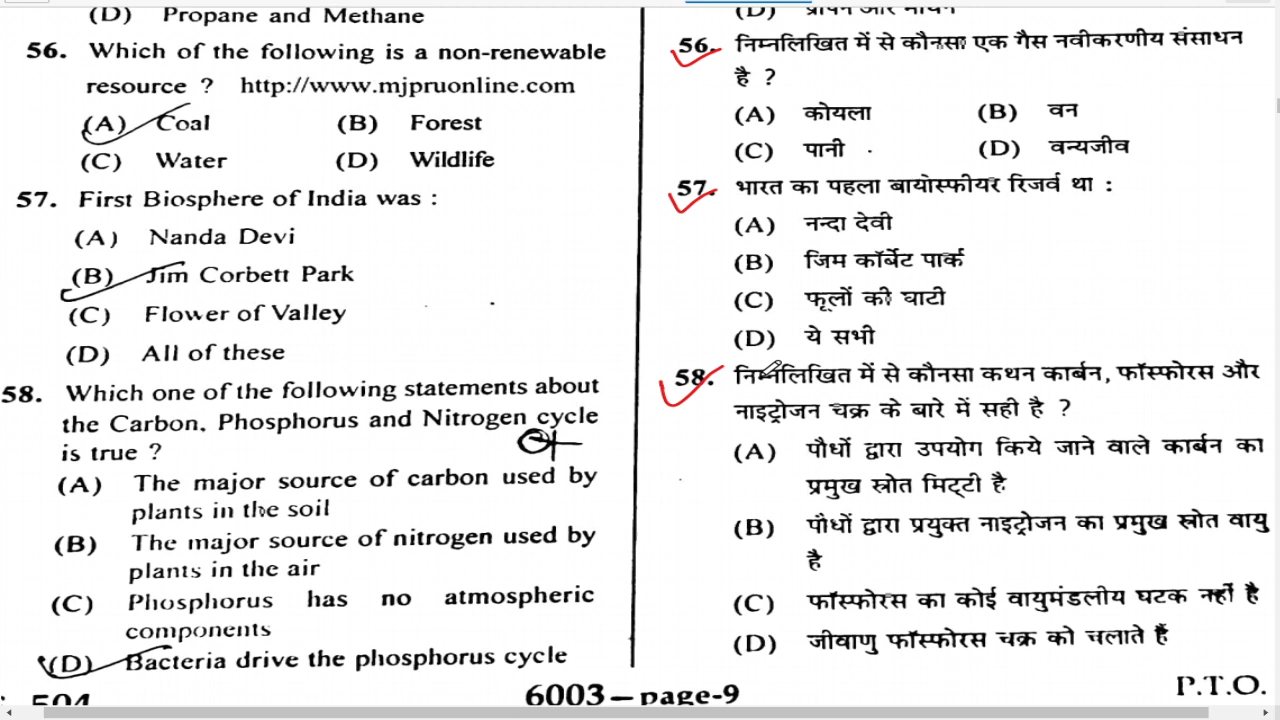 (D) Propane and Methane
56. Which of the following is a non-renewable
resource ? http://www.mjpruonline.com
(A) Coal (B) Forest
(C) Water (D) Wildlife
57. First Biosphere of India was :
(A) Nanda Devi
(B) Jim Corbett Park
(C) Flower of Valley
(D) All of these
58. Which one of the following statements about
the Carbon, Phosphorus and Nitrogen cycle
is true ?
(A) The major source of carbon used by
plants in the soil
(B) The major source of nitrogen used by
plants in the air
(C) Phosphorus has no atmospheric
components
(D) Bacteria drive the phosphorus cycle
(D) प्रोपेन और मीथेन
56. निम्नलिखित में से कौनसा एक गैस नवीकरणीय संसाधन
है ?
(A) कोयला (B) वन
(C) पानी (D) वन्यजीव
57. भारत का पहला बायोस्फीयर रिजर्व था :
(A) नन्दा देवी
(B) जिम कॉर्बेट पार्क
(C) फूलों की घाटी
(D) ये सभी
58. निम्नलिखित में से कौनसा कथन कार्बन, फॉस्फोरस और
नाइट्रोजन चक्र के बारे में सही है ?
(A) पौधों द्वारा उपयोग किये जाने वाले कार्बन का
प्रमुख स्रोत मिट्टी है
(B) पौधों द्वारा प्रयुक्त नाइट्रोजन का प्रमुख स्रोत वायु
है
(C) फॉस्फोरस का कोई वायुमंडलीय घटक नहीं है
(D) जीवाणु फॉस्फोरस चक्र को चलाते हैं
6003—page-9
P.T.O.